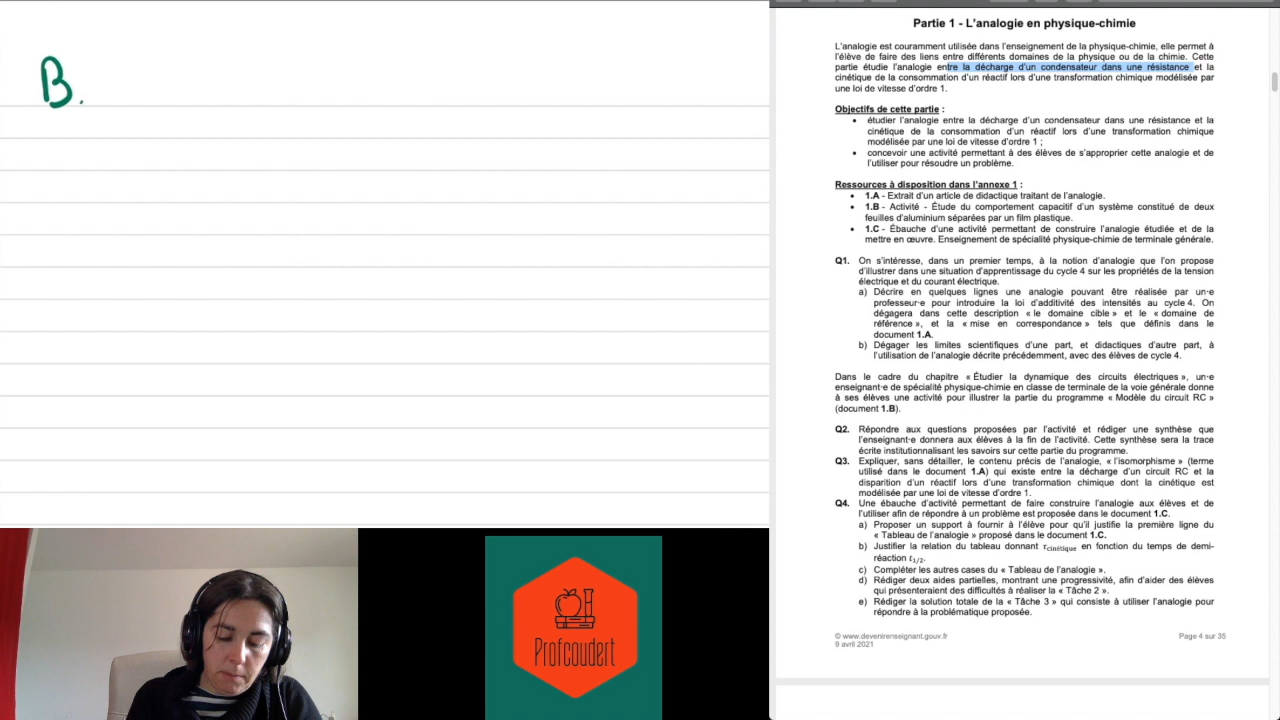 B.
Partie 1 - L'analogie en physique-chimie
L'analogie est couramment utilisée dans l'enseignement de la physique-chimie, elle permet à
l'élève de faire des liens entre différents domaines de la physique ou de la chimie. Cette
partie étudie l'analogie entre la décharge d'un condensateur dans une résistance et la
cinétique de la consommation d'un réactif lors d'une transformation chimique modélisée par
une loi de vitesse d'ordre 1.
Objectifs de cette partie :
• étudier l'analogie entre la décharge d'un condensateur dans une résistance et la
cinétique de la consommation d'un réactif lors d'une transformation chimique
modélisée par une loi de vitesse d'ordre 1 ;
• concevoir une activité permettant à des élèves de s'approprier cette analogie et de
l'utiliser pour résoudre un problème.
Ressources à disposition dans l'annexe 1 :
• 1.A - Extrait d'un article de didactique traitant de l'analogie.
• 1.B - Activité - Étude du comportement capacitif d'un système constitué de deux
feuilles d'aluminium séparées par un film plastique.
• 1.C - Ébauche d'une activité permettant de construire l'analogie étudiée et de la
mettre en œuvre. Enseignement de spécialité physique-chimie de terminale générale.
Q1. On s'intéresse, dans un premier temps, à la notion d'analogie que l'on propose
d'illustrer dans une situation d'apprentissage du cycle 4 sur les propriétés de la tension
électrique et du courant électrique.
a) Décrire en quelques lignes une analogie pouvant être réalisée par un·e
professeur·e pour introduire la loi d'additivité des intensités au cycle 4. On
dégagera dans cette description « le domaine cible » et le « domaine de
référence », et la « mise en correspondance » tels que définis dans le
document 1.A.
b) Dégager les limites scientifiques d'une part, et didactiques d'autre part, à
l'utilisation de l'analogie décrite précédemment, avec des élèves de cycle 4.
Dans le cadre du chapitre « Étudier la dynamique des circuits électriques », un·e
enseignant·e de spécialité physique-chimie en classe de terminale de la voie générale donne
à ses élèves une activité pour illustrer la partie du programme « Modèle du circuit RC »
(document 1.B).
Q2. Répondre aux questions proposées par l'activité et rédiger une synthèse que
l'enseignant·e donnera aux élèves à la fin de l'activité. Cette synthèse sera la trace
écrite institutionnalisant les savoirs sur cette partie du programme.
Q3. Expliquer, sans détailler, le contenu précis de l'analogie, « l'isomorphisme » (terme
utilisé dans le document 1.A) qui existe entre la décharge d'un circuit RC et la
disparition d'un réactif lors d'une transformation chimique dont la cinétique est
modélisée par une loi de vitesse d'ordre 1.
Q4. Une ébauche d'activité permettant de faire construire l'analogie aux élèves et de
l'utiliser afin de répondre à un problème est proposée dans le document 1.C.
a) Proposer un support à fournir à l'élève pour qu'il justifie la première ligne du
« Tableau de l'analogie » proposé dans le document 1.C.
b) Justifier la relation du tableau donnant τcinétique en fonction du temps de demi-
réaction t1/2.
c) Compléter les autres cases du « Tableau de l'analogie ».
d) Rédiger deux aides partielles, montrant une progressivité, afin d'aider des élèves
qui présenteraient des difficultés à réaliser la « Tâche 2 ».
e) Rédiger la solution totale de la « Tâche 3 » qui consiste à utiliser l'analogie pour
répondre à la problématique proposée.
© www.devenirenseignant.gouv.fr Page 4 sur 35
9 avril 2021
Profcoudert